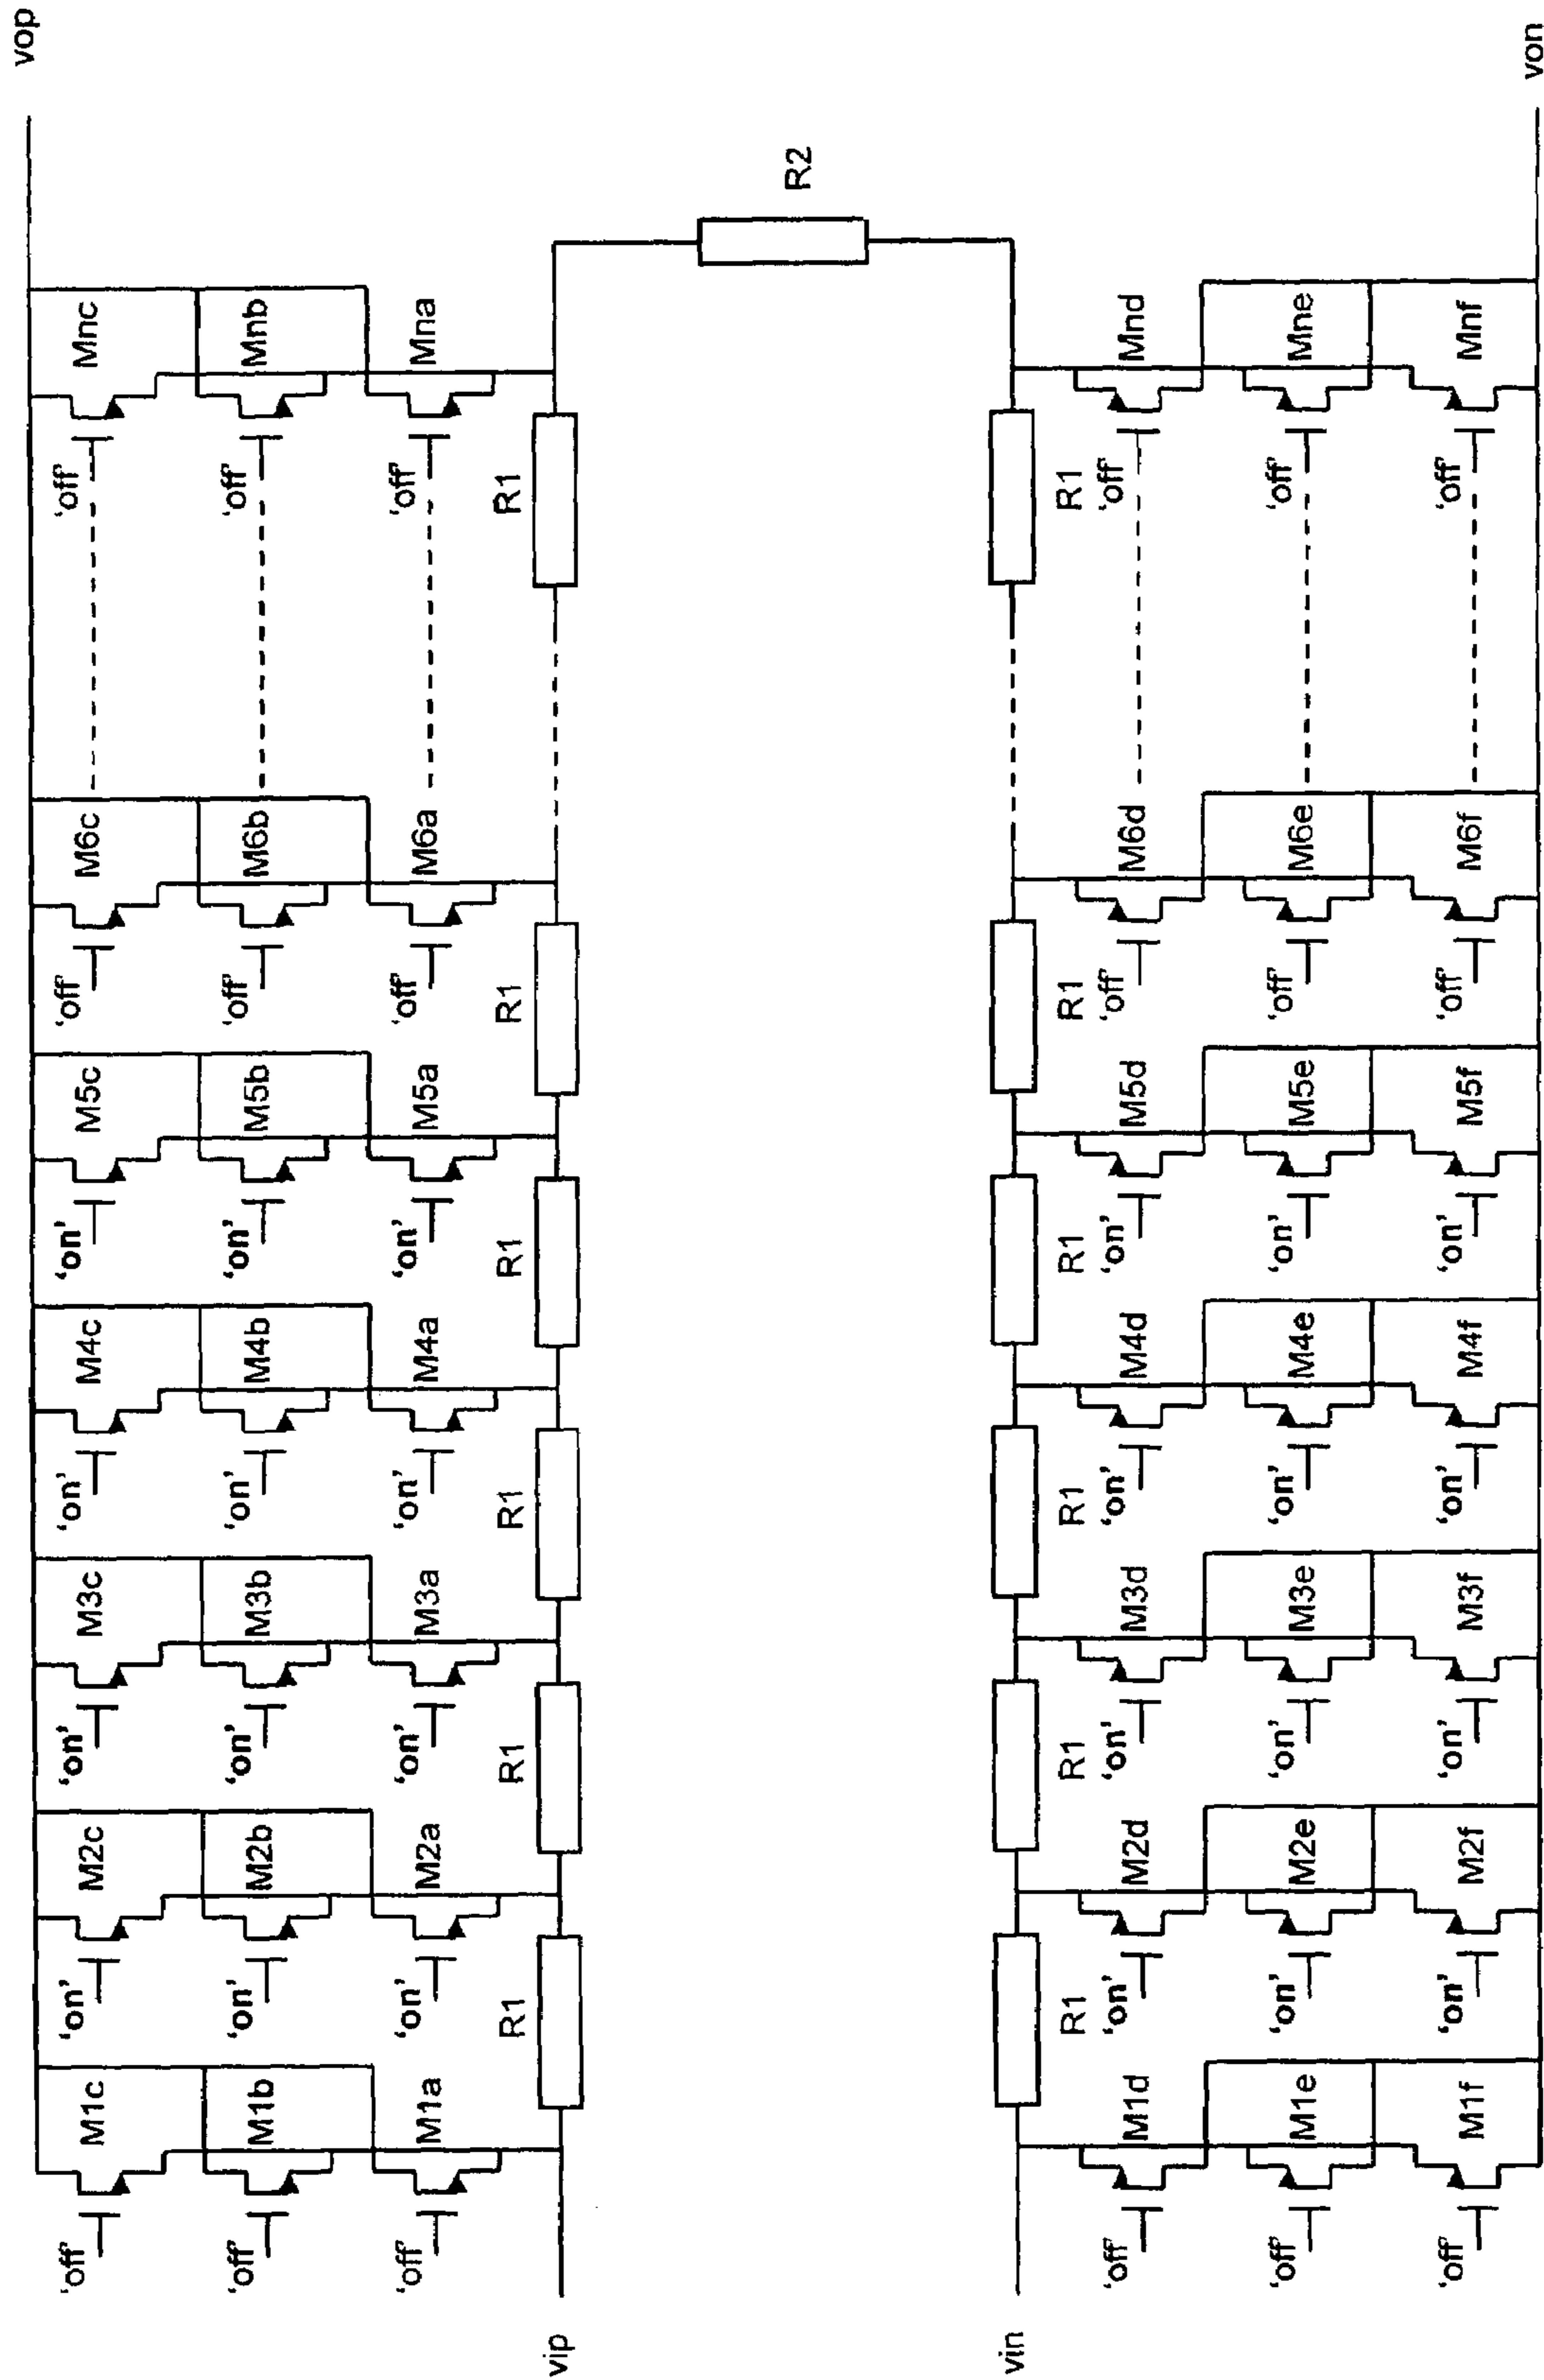 vop
‘off’ ‘on’ ‘on’ ‘on’ ‘on’ ‘off’ ‘off’
M1c M2c M3c M4c M5c M6c Mnc
‘off’ ‘on’ ‘on’ ‘on’ ‘on’ ‘off’ ‘off’
M1b M2b M3b M4b M5b M6b Mnb
‘off’ ‘on’ ‘on’ ‘on’ ‘on’ ‘off’ ‘off’
M1a M2a M3a M4a M5a M6a Mna
R1 R1 R1 R1 R1 R1
vip
R2
vin
R1 R1 R1 R1 R1 R1
‘off’ ‘on’ ‘on’ ‘on’ ‘on’ ‘off’ ‘off’
M1d M2d M3d M4d M5d M6d Mnd
‘off’ ‘on’ ‘on’ ‘on’ ‘on’ ‘off’ ‘off’
M1e M2e M3e M4e M5e M6e Mne
‘off’ ‘on’ ‘on’ ‘on’ ‘on’ ‘off’ ‘off’
M1f M2f M3f M4f M5f M6f Mnf
von